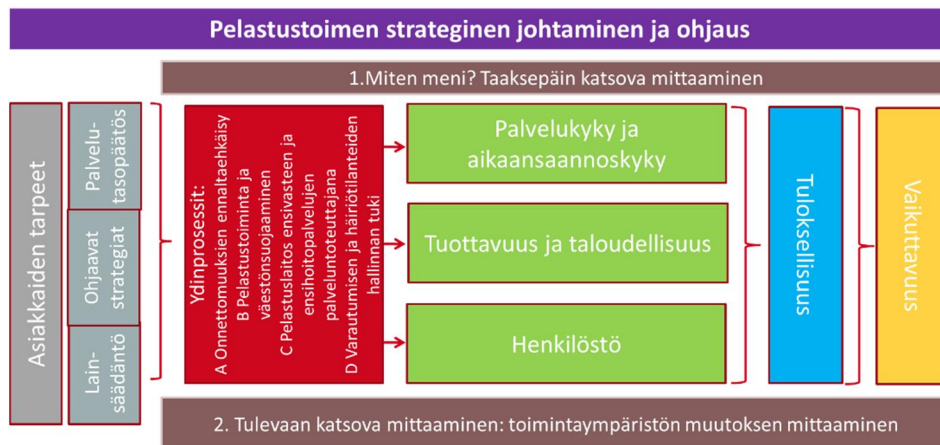 Pelastustoimen strateginen johtaminen ja ohjaus
1.Miten meni? Taaksepäin katsova mittaaminen
Asiakkaiden tarpeet
Palvelu-
tasopäätös
Ohjaavat
strategiat
Lain-
säädäntö
Ydinprosessit:
A Onnettomuuksien ennaltaehkäisy
B Pelastustoiminta ja
väestönsuojaaminen
C Pelastuslaitos ensivasteen ja
ensihoitopalvelujen
palveluntoteuttajana
D Varautumisen ja häiriötilanteiden
hallinnan tuki
Palvelukyky ja
aikaansaannoskyky
Tuottavuus ja taloudellisuus
Henkilöstö
Tuloksellisuus
Vaikuttavuus
2. Tulevaan katsova mittaaminen: toimintaympäristön muutoksen mittaaminen